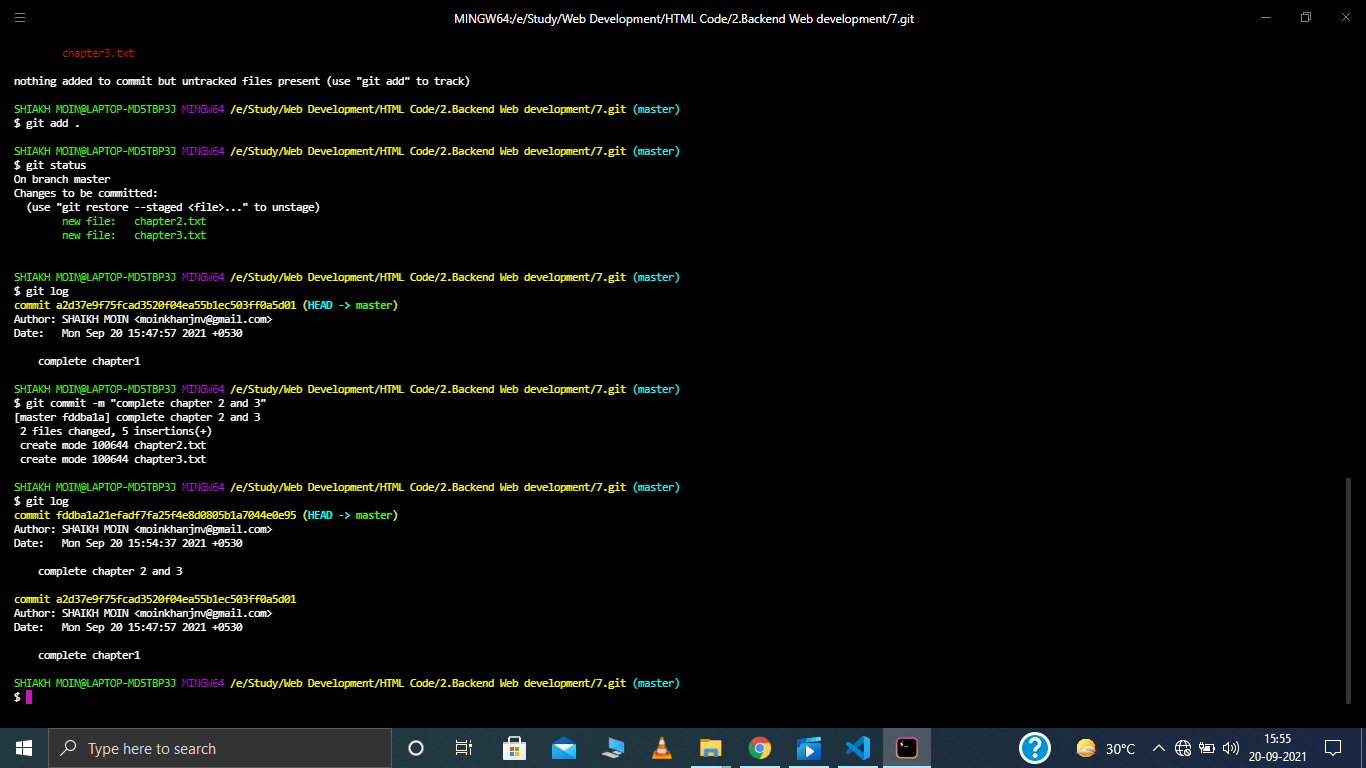 MINGW64:/e/Study/Web Development/HTML Code/2.Backend Web development/7.git
chapter3.txt
nothing added to commit but untracked files present (use "git add" to track)
SHIAKH MOIN@LAPTOP-MD5TBP3J MINGW64 /e/Study/Web Development/HTML Code/2.Backend Web development/7.git (master)
$ git add .
SHIAKH MOIN@LAPTOP-MD5TBP3J MINGW64 /e/Study/Web Development/HTML Code/2.Backend Web development/7.git (master)
$ git status
On branch master
Changes to be committed:
(use "git restore --staged <file>..." to unstage)
new file:   chapter2.txt
new file:   chapter3.txt
SHIAKH MOIN@LAPTOP-MD5TBP3J MINGW64 /e/Study/Web Development/HTML Code/2.Backend Web development/7.git (master)
$ git log
commit a2d37e9f75fcad3520f04ea55b1ec503ff0a5d01 (HEAD -> master)
Author: SHAIKH MOIN <moinkhanjnv@gmail.com>
Date:   Mon Sep 20 15:47:57 2021 +0530
complete chapter1
SHIAKH MOIN@LAPTOP-MD5TBP3J MINGW64 /e/Study/Web Development/HTML Code/2.Backend Web development/7.git (master)
$ git commit -m "complete chapter 2 and 3"
[master fddba1a] complete chapter 2 and 3
2 files changed, 5 insertions(+)
create mode 100644 chapter2.txt
create mode 100644 chapter3.txt
SHIAKH MOIN@LAPTOP-MD5TBP3J MINGW64 /e/Study/Web Development/HTML Code/2.Backend Web development/7.git (master)
$ git log
commit fddba1a21efadf7fa25f4e8d0805b1a7044e0e95 (HEAD -> master)
Author: SHAIKH MOIN <moinkhanjnv@gmail.com>
Date:   Mon Sep 20 15:54:37 2021 +0530
complete chapter 2 and 3
commit a2d37e9f75fcad3520f04ea55b1ec503ff0a5d01
Author: SHAIKH MOIN <moinkhanjnv@gmail.com>
Date:   Mon Sep 20 15:47:57 2021 +0530
complete chapter1
SHIAKH MOIN@LAPTOP-MD5TBP3J MINGW64 /e/Study/Web Development/HTML Code/2.Backend Web development/7.git (master)
$
Type here to search
30°C
15:55
20-09-2021